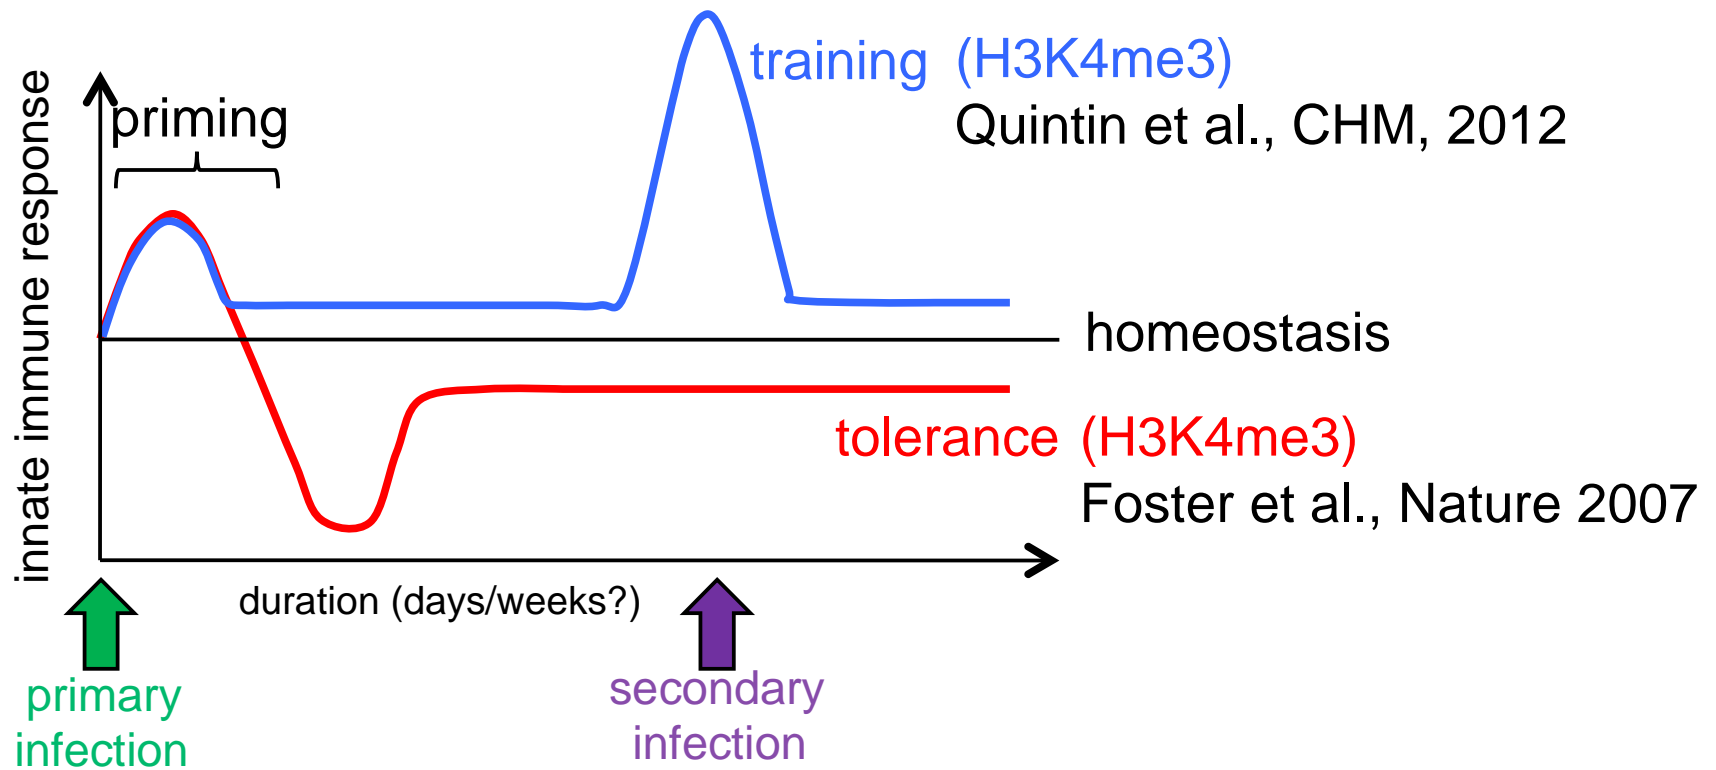 training (H3K4me3)
Quintin et al., CHM, 2012
priming
innate immune response
homeostasis
tolerance (H3K4me3)
Foster et al., Nature 2007
duration (days/weeks?)
primary
infection
secondary
infection